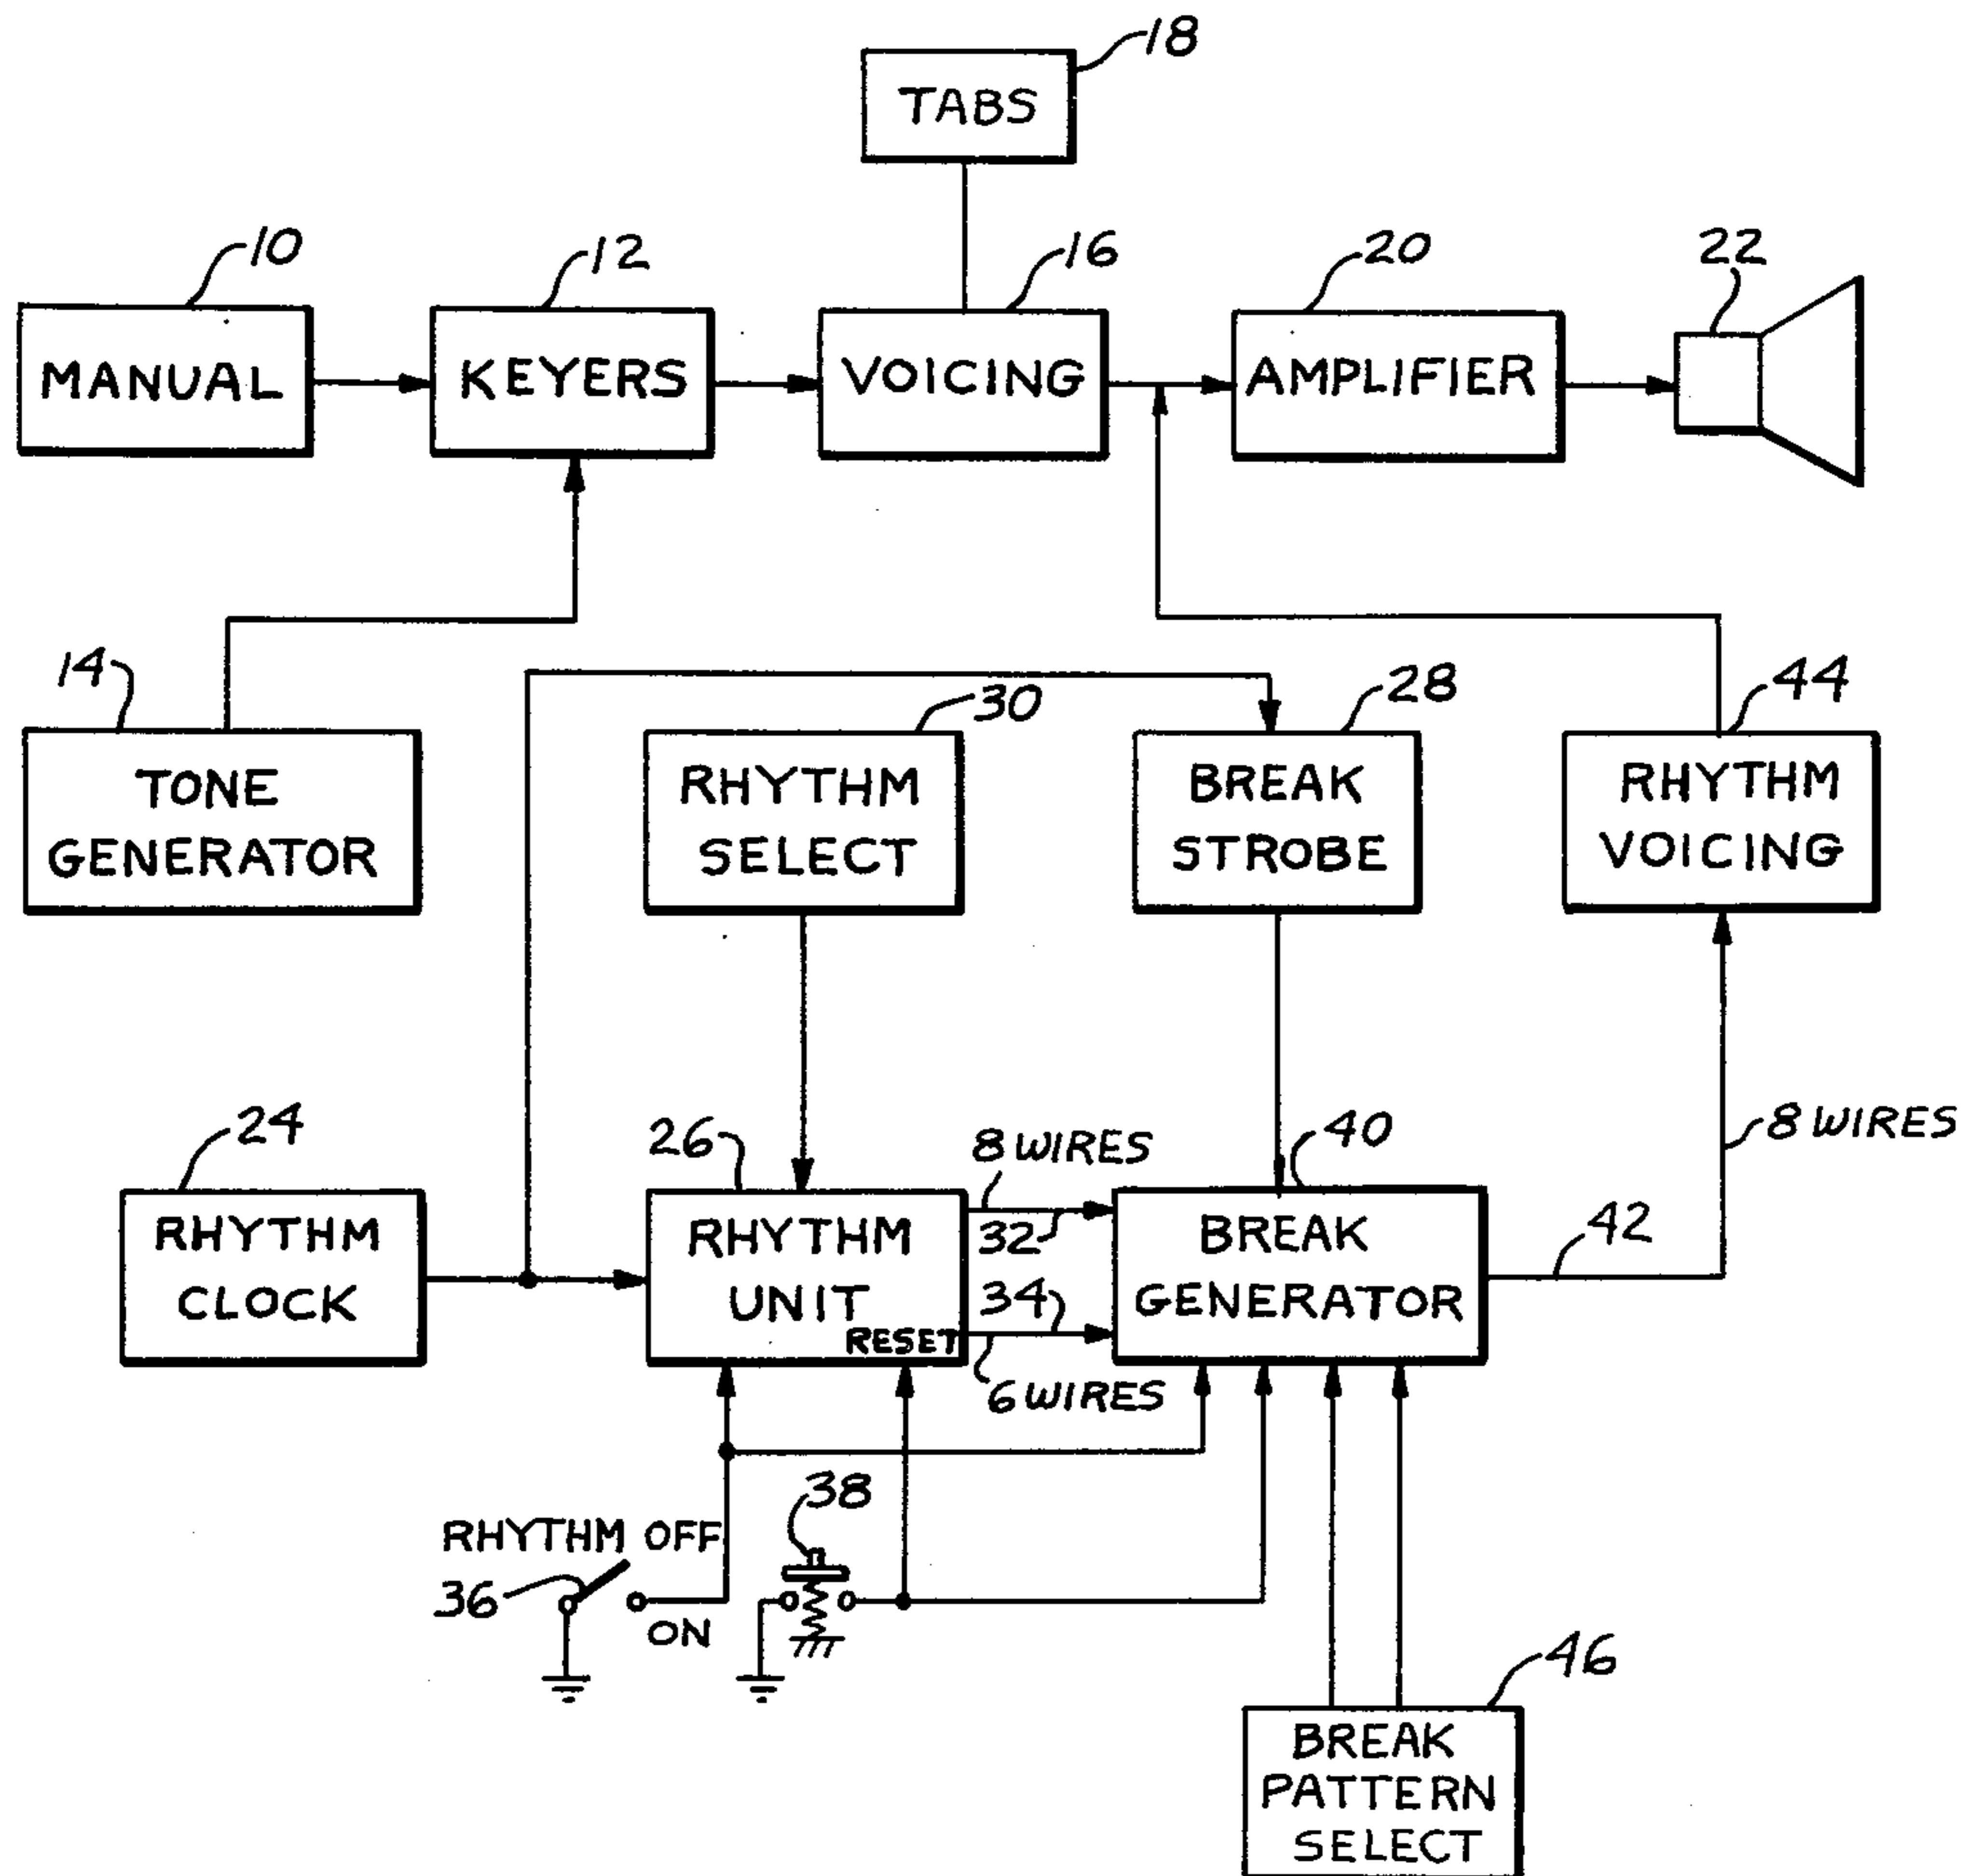 18
TABS
10
12
16
20
22
MANUAL
KEYERS
VOICING
AMPLIFIER
14
30
28
44
TONE
GENERATOR
RHYTHM
SELECT
BREAK
STROBE
RHYTHM
VOICING
24
26
8 WIRES
40
8 WIRES
RHYTHM
CLOCK
RHYTHM
UNIT
RESET
32
34
6 WIRES
BREAK
GENERATOR
42
38
RHYTHM OFF
36
ON
46
BREAK
PATTERN
SELECT